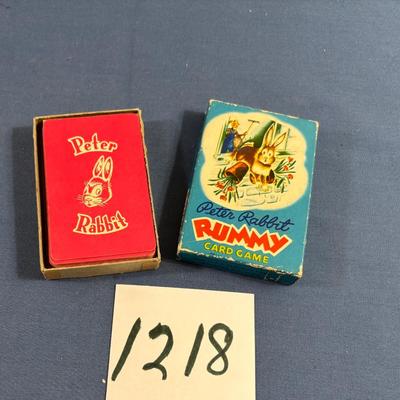 Peter
Rabbit
Peter Rabbit
RUMMY
CARD GAME
1218